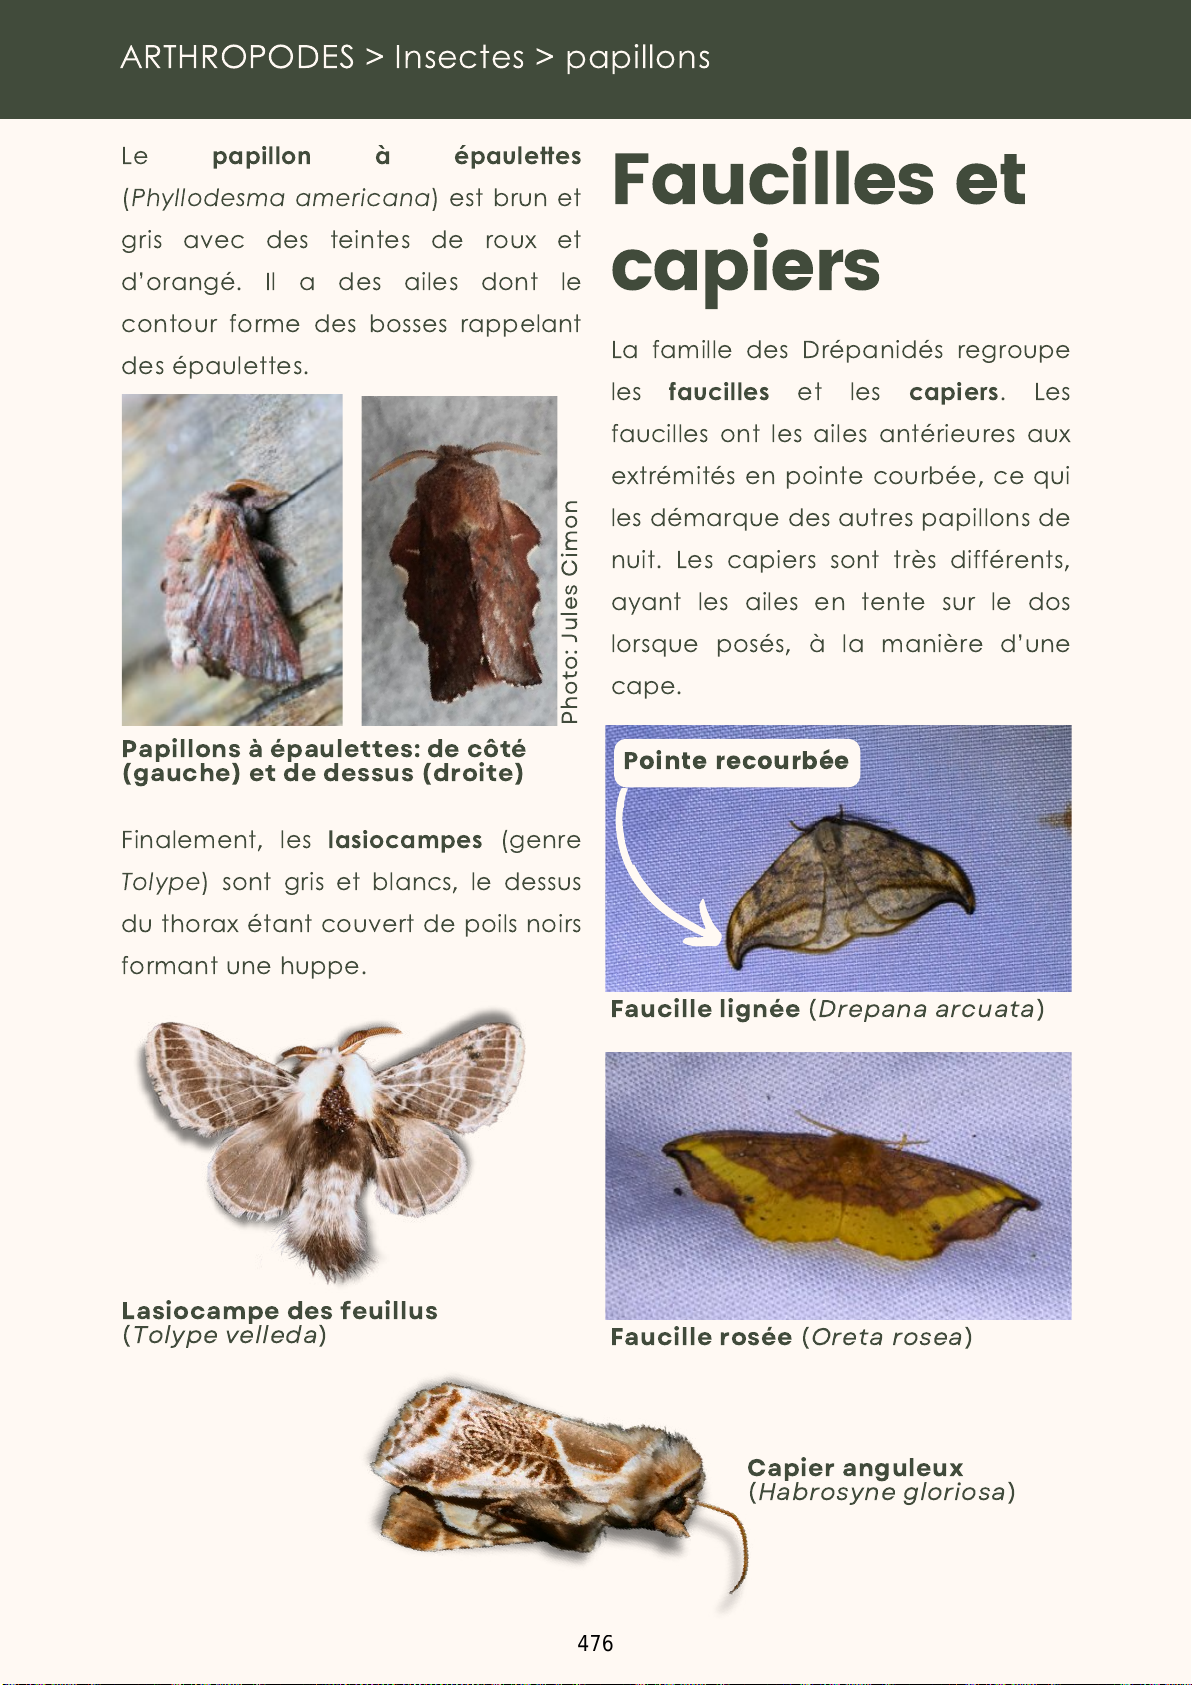 ARTHROPODES > Insectes > papillons
Le papillon à épaulettes
(Phyllodesma americana) est brun et
gris avec des teintes de roux et
d’orangé. Il a des ailes dont le
contour forme des bosses rappelant
des épaulettes.
Photo: Jules Cimon
Papillons à épaulettes: de côté
(gauche) et de dessus (droite)
Finalement, les lasiocampes (genre
Tolype) sont gris et blancs, le dessus
du thorax étant couvert de poils noirs
formant une huppe.
Lasiocampe des feuillus
(Tolype velleda)
Faucilles et
capiers
La famille des Drépanidés regroupe
les faucilles et les capiers. Les
faucilles ont les ailes antérieures aux
extrémités en pointe courbée, ce qui
les démarque des autres papillons de
nuit. Les capiers sont très différents,
ayant les ailes en tente sur le dos
lorsque posés, à la manière d’une
cape.
Pointe recourbée
Faucille lignée (Drepana arcuata)
Faucille rosée (Oreta rosea)
Capier anguleux
(Habrosyne gloriosa)
476